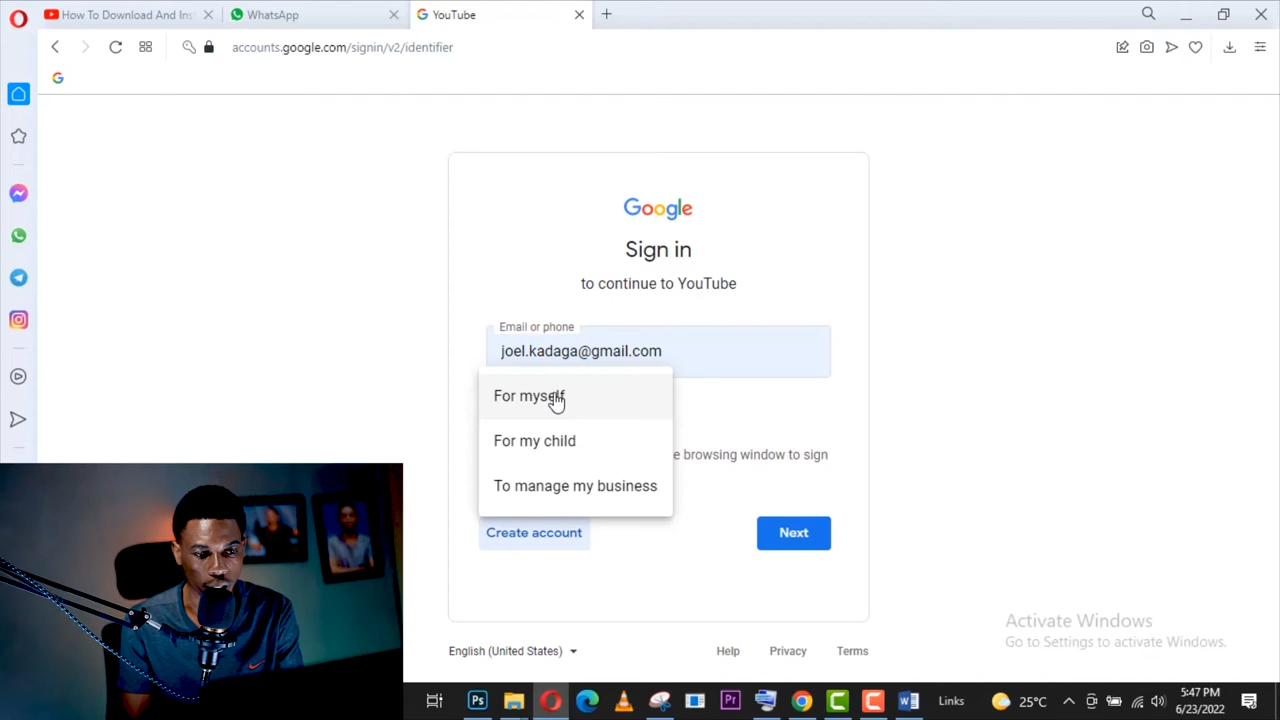 How To Download And Ins
WhatsApp
YouTube
accounts.google.com/signin/v2/identifier
Google
Sign in
to continue to YouTube
Email or phone
joel.kadaga@gmail.com
For myself
For my child
e browsing window to sign
To manage my business
Create account
Next
Activate Windows
Go to Settings to activate Windows.
English (United States)
Help
Privacy
Terms
Ps
Pr
W
Links
25°C
5:47 PM
6/23/2022